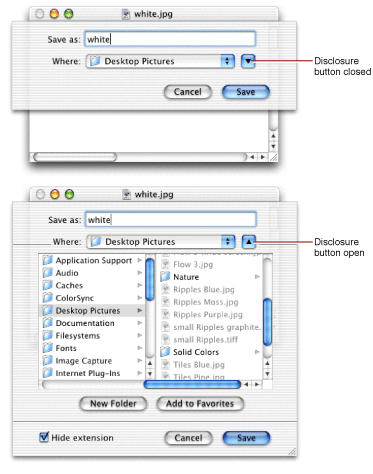 white.jpg
Save as: white
Where: Desktop Pictures
Disclosure
button closed
Cancel Save
white.jpg
Save as: white
Where: Desktop Pictures
Disclosure
button open
Application Support
Audio
Caches
ColorSync
Desktop Pictures
Documentation
Filesystems
Fonts
Image Capture
Internet Plug-Ins
Flow 3.jpg
Nature
Ripples Blue.jpg
Ripples Moss.jpg
Ripples Purple.jpg
small Ripples graphite.
small Ripples.tiff
Solid Colors
Tiles Blue.jpg
Tiles Pine.jpg
New Folder Add to Favorites
Hide extension Cancel Save